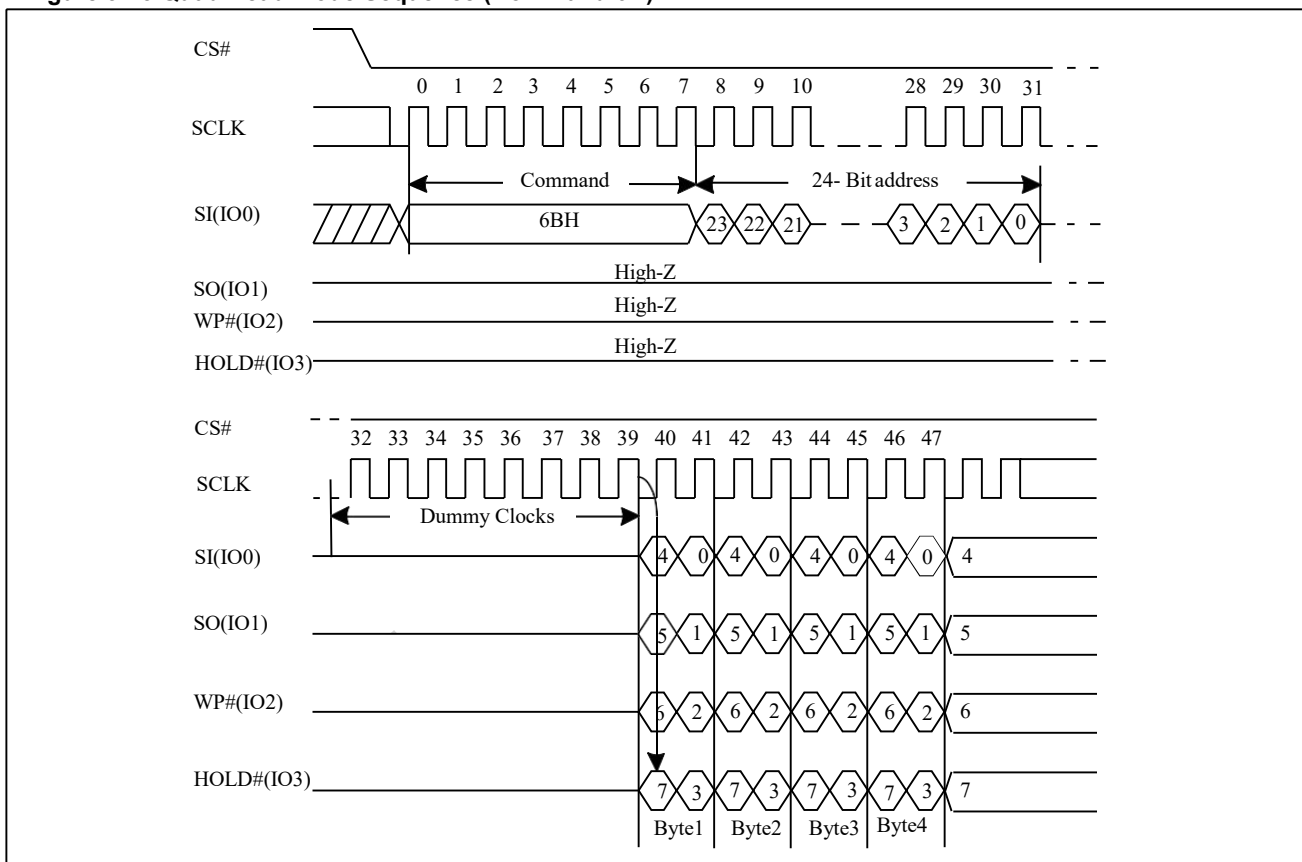 CS#
0 1 2 3 4 5 6 7 8 9 10 28 29 30 31
SCLK
Command 24- Bit address
SI(IO0) 6BH 23 22 21 3 2 1 0
High-Z
SO(IO1)
High-Z
WP#(IO2)
High-Z
HOLD#(IO3)
CS#
32 33 34 35 36 37 38 39 40 41 42 43 44 45 46 47
SCLK
Dummy Clocks
SI(IO0) 4 0 4 0 4 0 4 0 4
SO(IO1) 5 1 5 1 5 1 5 1 5
WP#(IO2) 6 2 6 2 6 2 6 2 6
HOLD#(IO3) 7 3 7 3 7 3 7 3 7
Byte1 Byte2 Byte3 Byte4